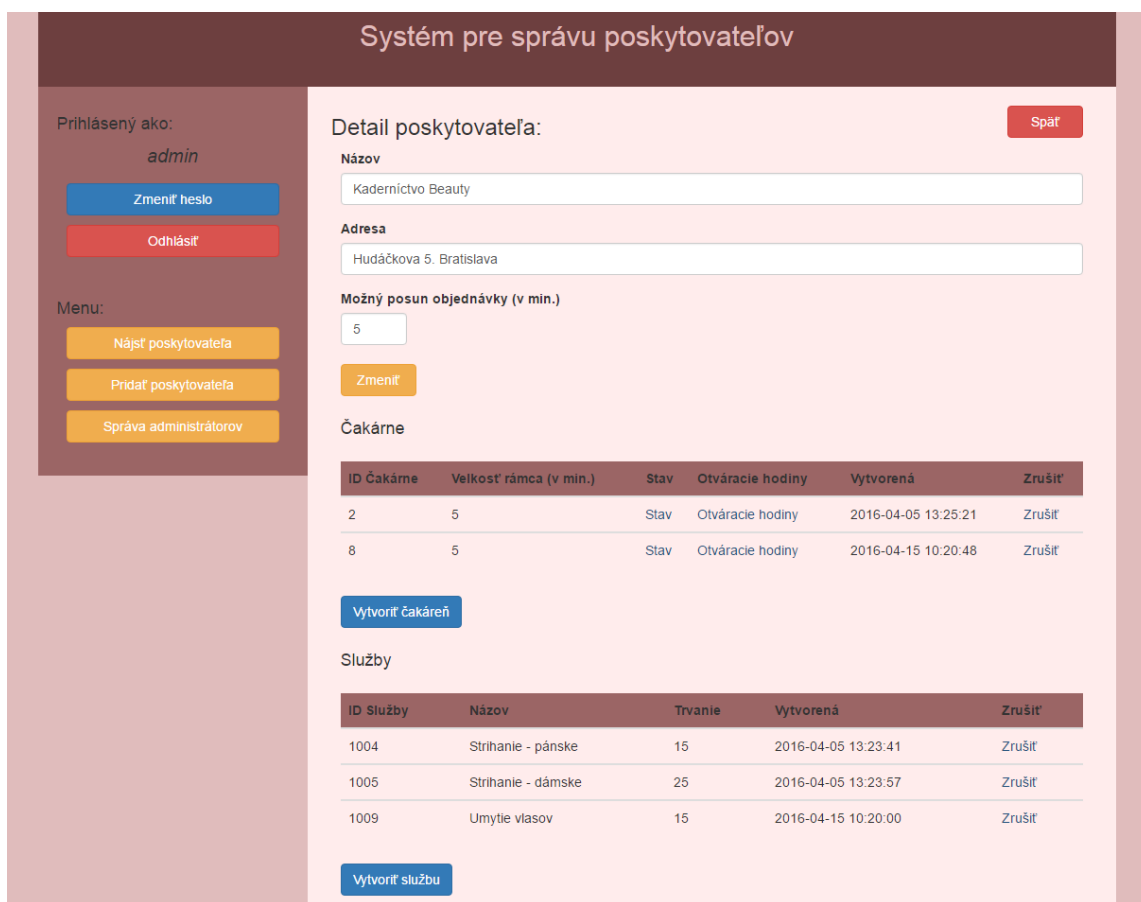 Systém pre správu poskytovateľov
Prihlásený ako:
admin
Zmeniť heslo
Odhlásiť
Menu:
Nájsť poskytovateľa
Pridať poskytovateľa
Správa administrátorov
Detail poskytovateľa:
Späť
Názov
Kaderníctvo Beauty
Adresa
Hudáčkova 5. Bratislava
Možný posun objednávky (v min.)
5
Zmeniť
Čakárne
ID Čakárne Velkosť rámca (v min.) Stav Otváracie hodiny Vytvorená Zrušiť
2 5 Stav Otváracie hodiny 2016-04-05 13:25:21 Zrušiť
8 5 Stav Otváracie hodiny 2016-04-15 10:20:48 Zrušiť
Vytvoriť čakáreň
Služby
ID Služby Názov Trvanie Vytvorená Zrušiť
1004 Strihanie - pánske 15 2016-04-05 13:23:41 Zrušiť
1005 Strihanie - dámske 25 2016-04-05 13:23:57 Zrušiť
1009 Umytie vlasov 15 2016-04-15 10:20:00 Zrušiť
Vytvoriť službu